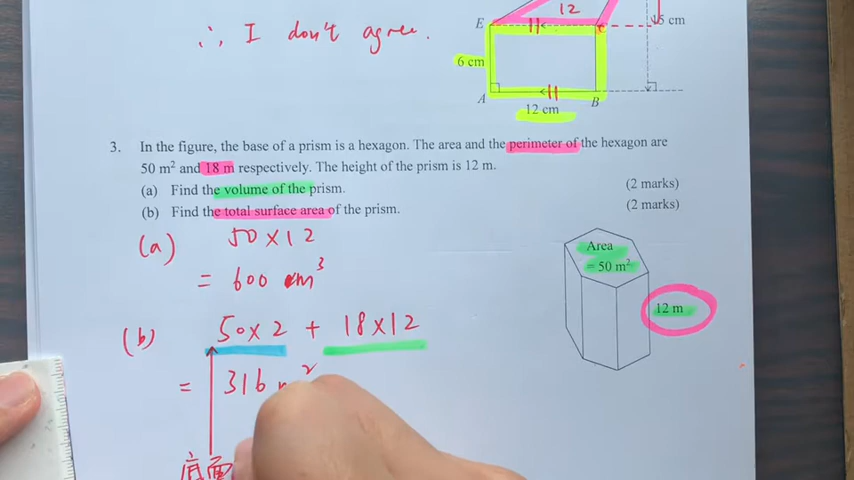 ∴ I don't agree.
12
E
C
15 cm
6 cm
A
B
12 cm
3. In the figure, the base of a prism is a hexagon. The area and the perimeter of the hexagon are
50 m² and 18 m respectively. The height of the prism is 12 m.
(a) Find the volume of the prism. (2 marks)
(b) Find the total surface area of the prism. (2 marks)
(a) 50×12
= 600 m³
Area
= 50 m²
12 m
(b) 50×2 + 18×12
= 316 m²
底面